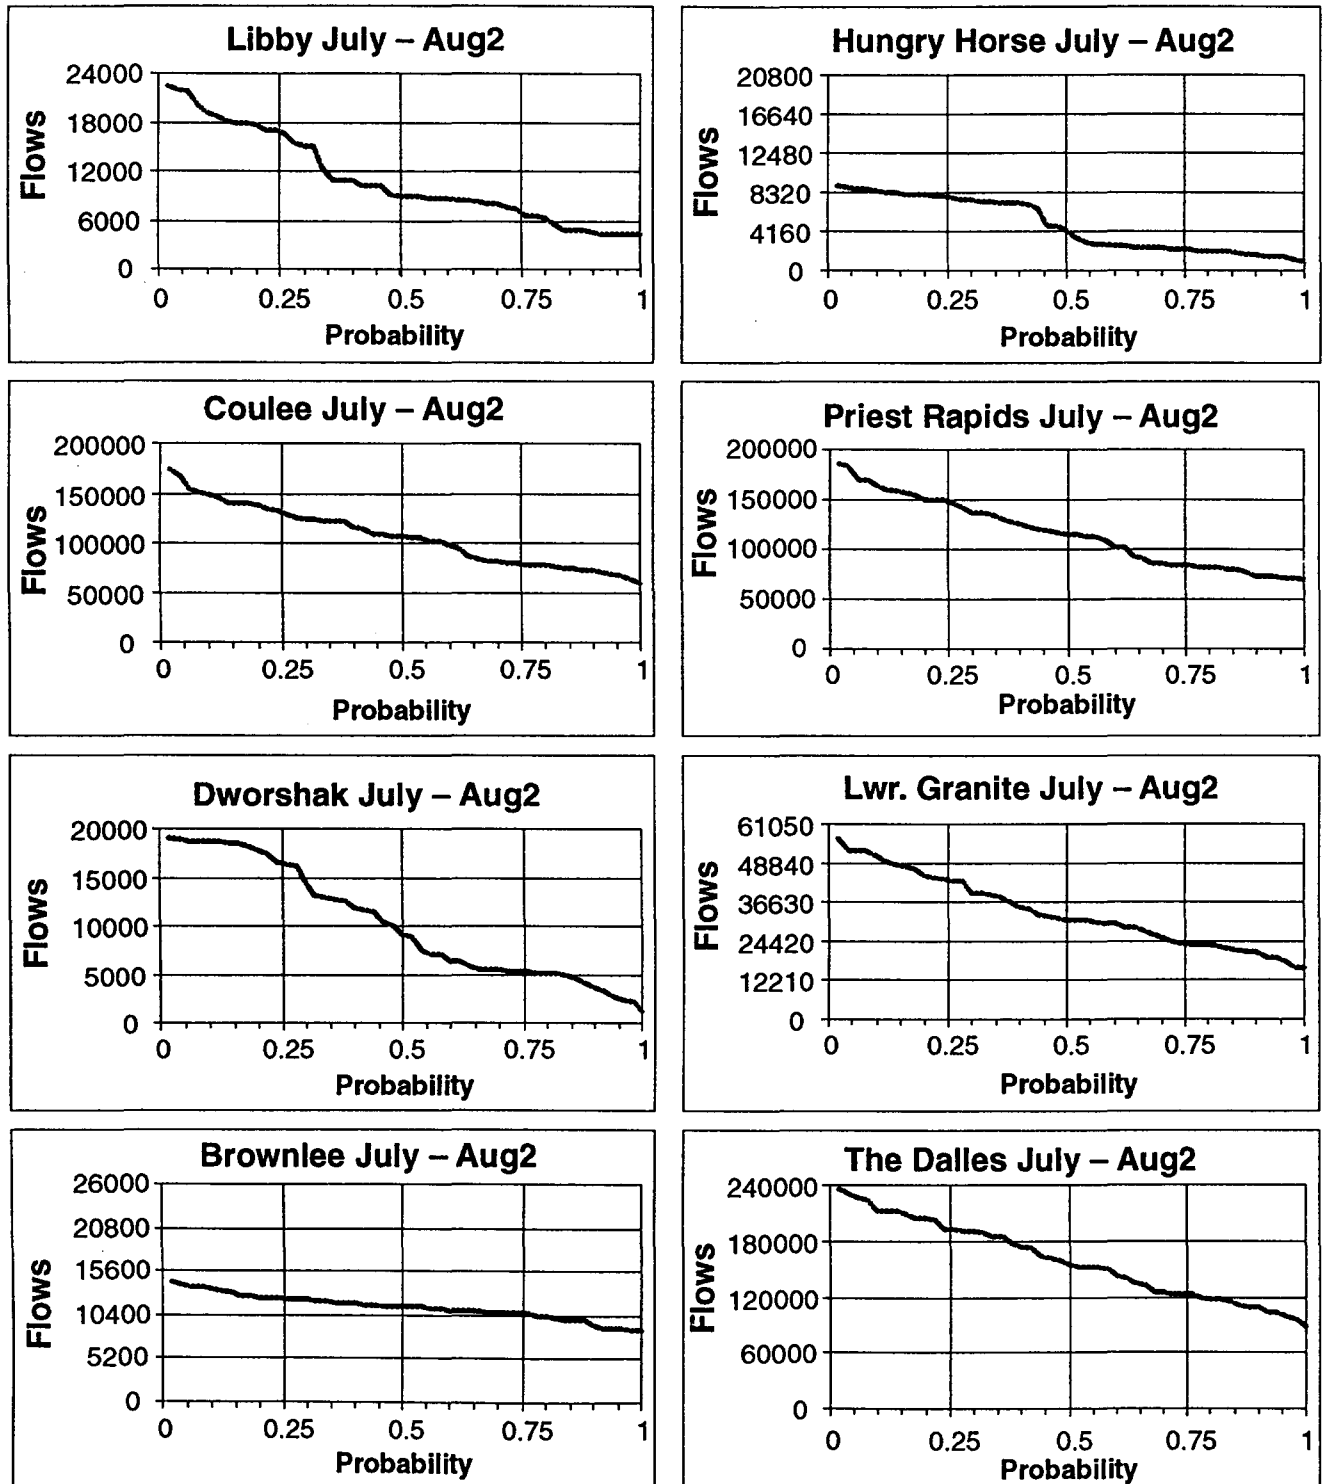 Libby July – Aug2
Flows
24000
18000
12000
6000
0
0 0.25 0.5 0.75 1
Probability
Hungry Horse July – Aug2
Flows
20800
16640
12480
8320
4160
0
0 0.25 0.5 0.75 1
Probability
Coulee July – Aug2
Flows
200000
150000
100000
50000
0
0 0.25 0.5 0.75 1
Probability
Priest Rapids July – Aug2
Flows
200000
150000
100000
50000
0
0 0.25 0.5 0.75 1
Probability
Dworshak July – Aug2
Flows
20000
15000
10000
5000
0
0 0.25 0.5 0.75 1
Probability
Lwr. Granite July – Aug2
Flows
61050
48840
36630
24420
12210
0
0 0.25 0.5 0.75 1
Probability
Brownlee July – Aug2
Flows
26000
20800
15600
10400
5200
0
0 0.25 0.5 0.75 1
Probability
The Dalles July – Aug2
Flows
240000
180000
120000
60000
0
0 0.25 0.5 0.75 1
Probability